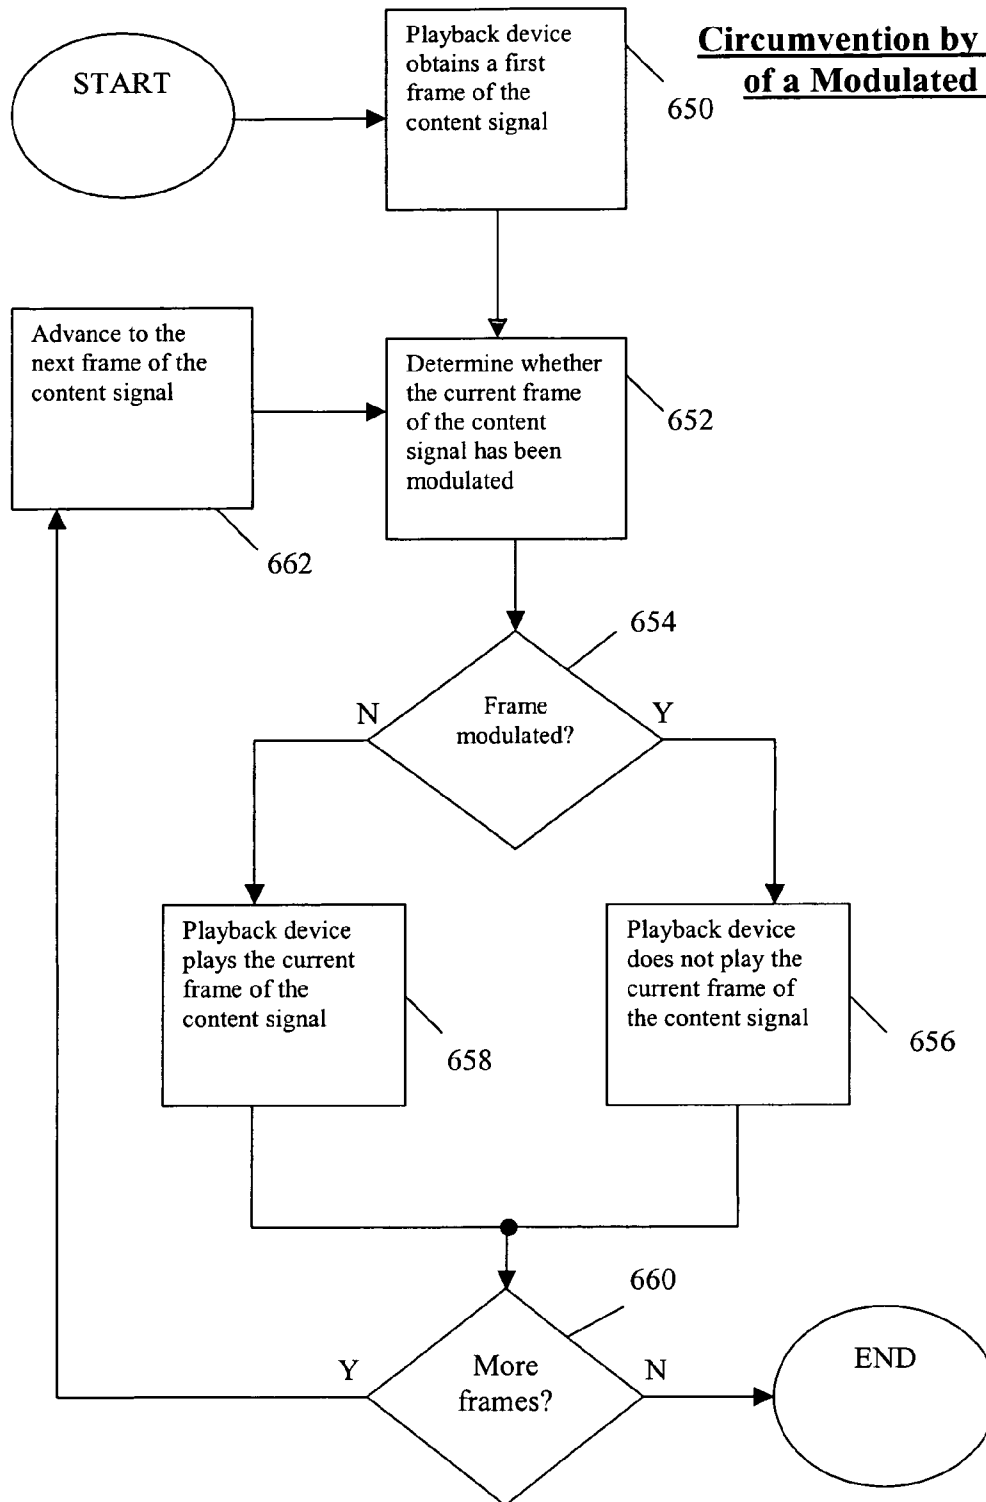 Circumvention by
of a Modulated
START
Playback device
obtains a first
frame of the
content signal
650
Advance to the
next frame of the
content signal
662
Determine whether
the current frame
of the content
signal has been
modulated
652
654
Frame
modulated?
N
Y
Playback device
plays the current
frame of the
content signal
658
Playback device
does not play the
current frame of
the content signal
656
660
More
frames?
Y
N
END